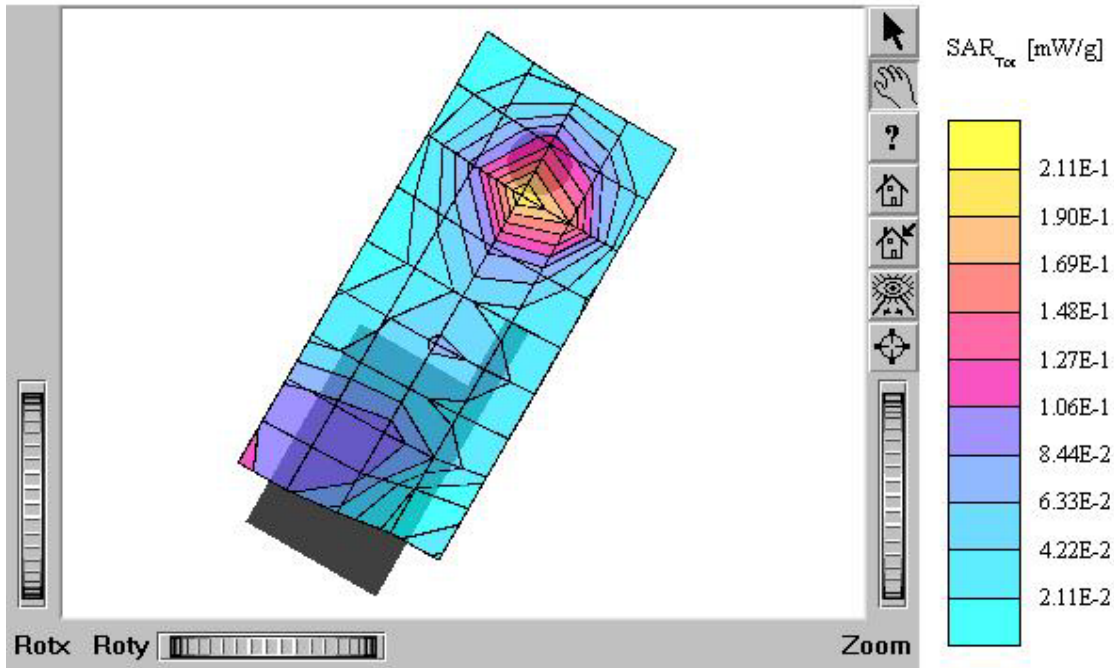 SAR_Tot [mW/g]
?
2.11E-1
1.90E-1
1.69E-1
1.48E-1
1.27E-1
1.06E-1
8.44E-2
6.33E-2
4.22E-2
2.11E-2
Rotx Roty Zoom